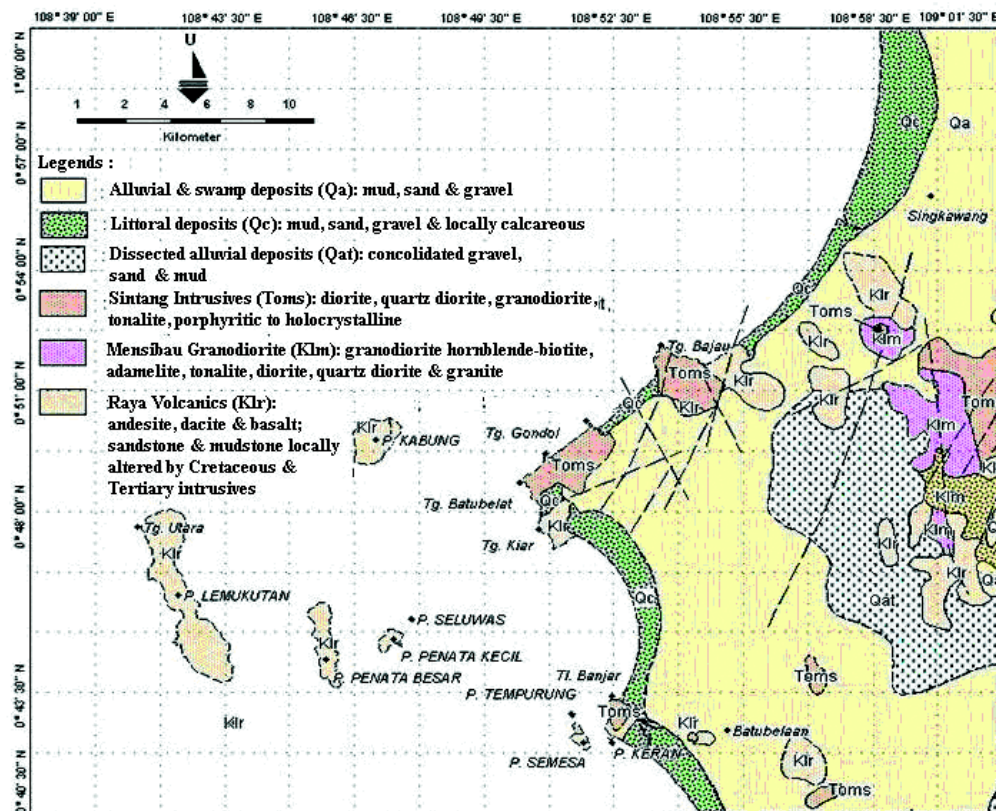 108° 39' 00" E 108° 43' 30" E 108° 46' 30" E 108° 49' 30" E 108° 52' 30" E 108° 55' 30" E 108° 58' 30" E 109° 01' 30" E
1° 00' 00" N
0° 57' 00" N
0° 54' 00" N
0° 51' 00" N
0° 48' 00" N
0° 43' 30" N
0° 40' 30" N
U
1 2 4 6 8 10
Kilometer
Legends :
Alluvial & swamp deposits (Qa): mud, sand & gravel
Littoral deposits (Qc): mud, sand, gravel & locally calcareous
Dissected alluvial deposits (Qat): consolidated gravel,
sand & mud
Sintang Intrusives (Toms): diorite, quartz diorite, granodiorite,
tonalite, porphyritic to holocrystalline
Mensibau Granodiorite (Klm): granodiorite hornblende-biotite,
adamelite, tonalite, diorite, quartz diorite & granite
Raya Volcanics (Klr):
andesite, dacite & basalt;
sandstone & mudstone locally
altered by Cretaceous &
Tertiary intrusives
Qc
Qa
Singkawang
Qc
Klr
Toms
Klm
Klr
Tg. Bajau
Toms
Klr
Klr
Klr
Qc
Klm
Klr
P. KABUNG
Tg. Gondol
Toms
Tg. Batubelat
Qc
Klm
Tg. Utara
Klr
Tg. Kiar
Klr
Klr
Klm
Klr
P. LEMUKUTAN
Qc
Qat
P. SELUWAS
Klr
P. PENATA KECIL
P. PENATA BESAR
Tl. Banjar
Toms
P. TEMPURUNG
Toms
Klr
Klr
Batubelaan
P. KERAN
P. SEMESA
Klr
Toms